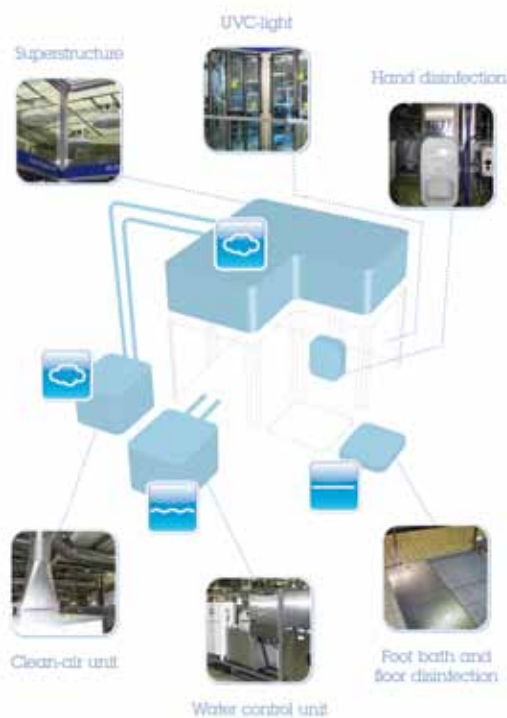 UVC-light
Superstructure
Hand disinfection
Clean-air unit
Foot bath and
floor disinfection
Water control unit